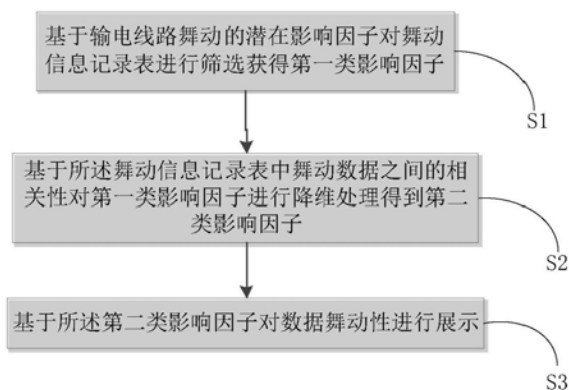 基于输电线路舞动的潜在影响因子对舞动
信息记录表进行筛选获得第一类影响因子
S1
基于所述舞动信息记录表中舞动数据之间的相
关性对第一类影响因子进行降维处理得到第二
类影响因子
S2
基于所述第二类影响因子对数据舞动性进行展示
S3